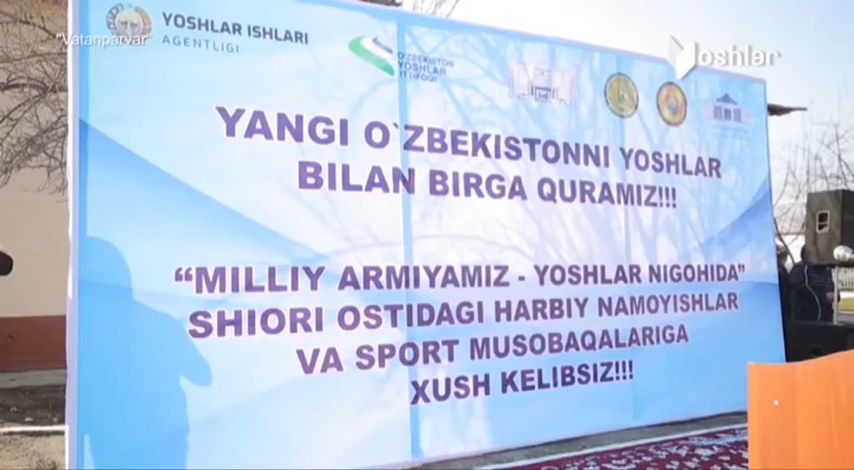 "Vatanparvar"
YOSHLAR ISHLARI
AGENTLIGI
O'ZBEKISTON
YOSHLAR
ITTIFOQI
Yoshlar
YANGI O`ZBEKISTONNI YOSHLAR
BILAN BIRGA QURAMIZ!!!
“MILLIY ARMIYAMIZ - YOSHLAR NIGOHIDA”
SHIORI OSTIDAGI HARBIY NAMOYISHLAR
VA SPORT MUSOBAQALARIGA
XUSH KELIBSIZ!!!